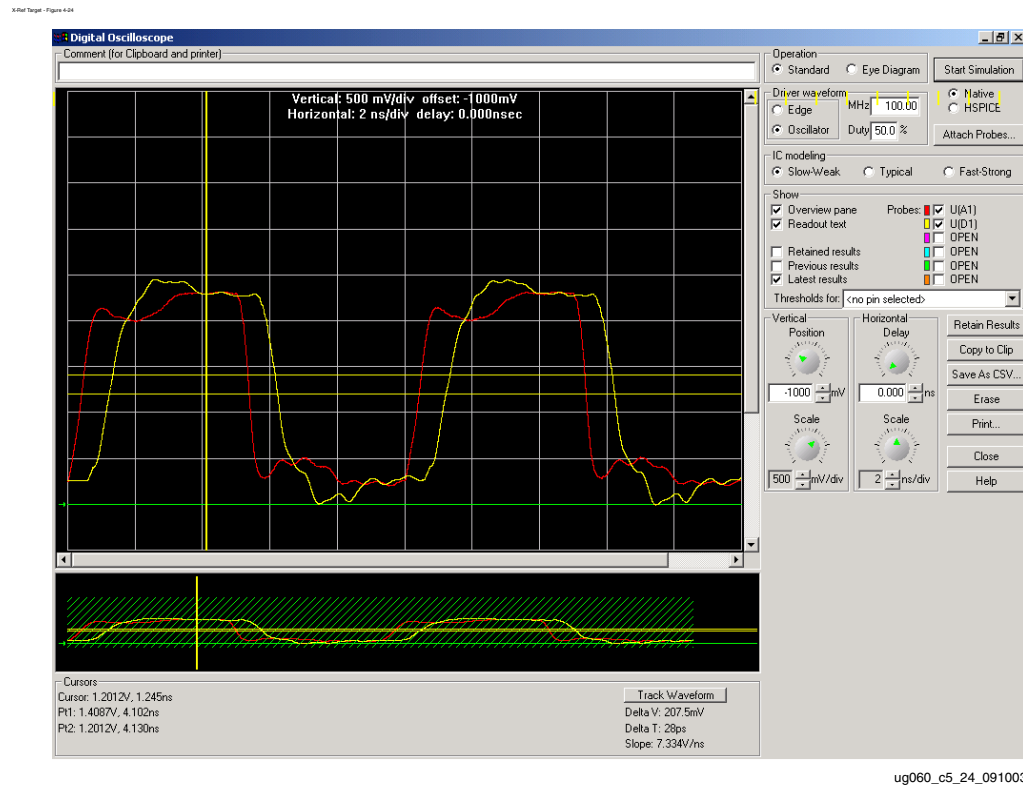 X-Ref Target - Figure 4-24
Digital Oscilloscope
Comment (for Clipboard and printer)
Vertical: 500 mV/div offset: -1000mV
Horizontal: 2 ns/div delay: 0.000nsec
Operation
Standard Eye Diagram
Start Simulation
Driver waveform
Edge
Oscillator
MHz 100.00
Duty 50.0 %
Native
HSPICE
Attach Probes...
IC modeling
Slow-Weak Typical Fast-Strong
Show
Overview pane Probes: U(A1)
Readout text U(D1)
OPEN
Retained results OPEN
Previous results OPEN
Latest results OPEN
Thresholds for: <no pin selected>
Vertical
Position
-1000 mV
Scale
500 mV/div
Horizontal
Delay
0.000 ns
Scale
2 ns/div
Retain Results
Copy to Clip
Save As CSV...
Erase
Print...
Close
Help
Cursors
Cursor: 1.2012V, 1.245ns
Pt1: 1.4087V, 4.102ns
Pt2: 1.2012V, 4.130ns
Track Waveform
Delta V: 207.5mV
Delta T: 28ps
Slope: 7.334V/ns
ug060_c5_24_091003